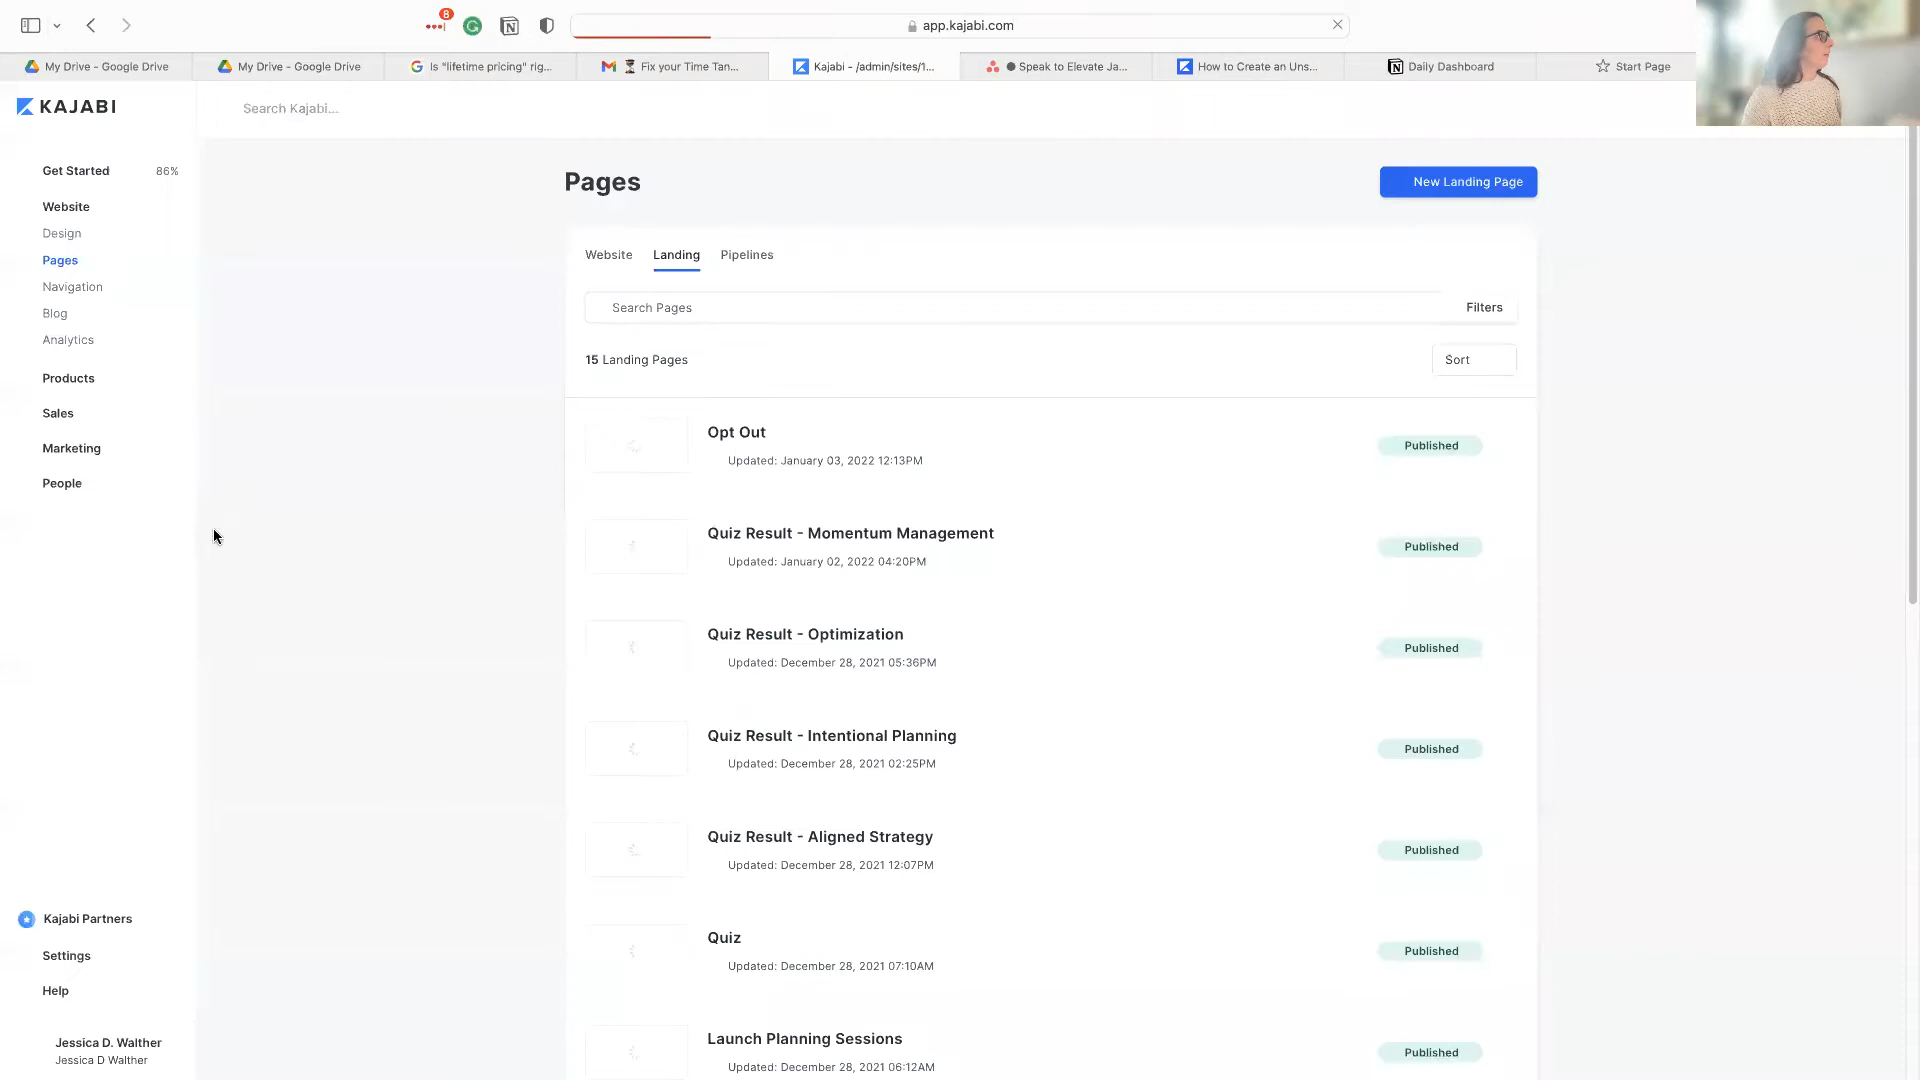 8
app.kajabi.com
My Drive - Google Drive
My Drive - Google Drive
Is "lifetime pricing" rig...
Fix your Time Tan...
Kajabi - /admin/sites/1...
Speak to Elevate Ja...
How to Create an Uns...
Daily Dashboard
Start Page
KAJABI
Search Kajabi...
Get Started 86%
Website
Design
Pages
Navigation
Blog
Analytics
Products
Sales
Marketing
People
Kajabi Partners
Settings
Help
Jessica D. Walther
Jessica D Walther
Pages
New Landing Page
Website Landing Pipelines
Search Pages
Filters
15 Landing Pages
Sort
Opt Out
Updated: January 03, 2022 12:13PM
Published
Quiz Result - Momentum Management
Updated: January 02, 2022 04:20PM
Published
Quiz Result - Optimization
Updated: December 28, 2021 05:36PM
Published
Quiz Result - Intentional Planning
Updated: December 28, 2021 02:25PM
Published
Quiz Result - Aligned Strategy
Updated: December 28, 2021 12:07PM
Published
Quiz
Updated: December 28, 2021 07:10AM
Published
Launch Planning Sessions
Updated: December 28, 2021 06:12AM
Published